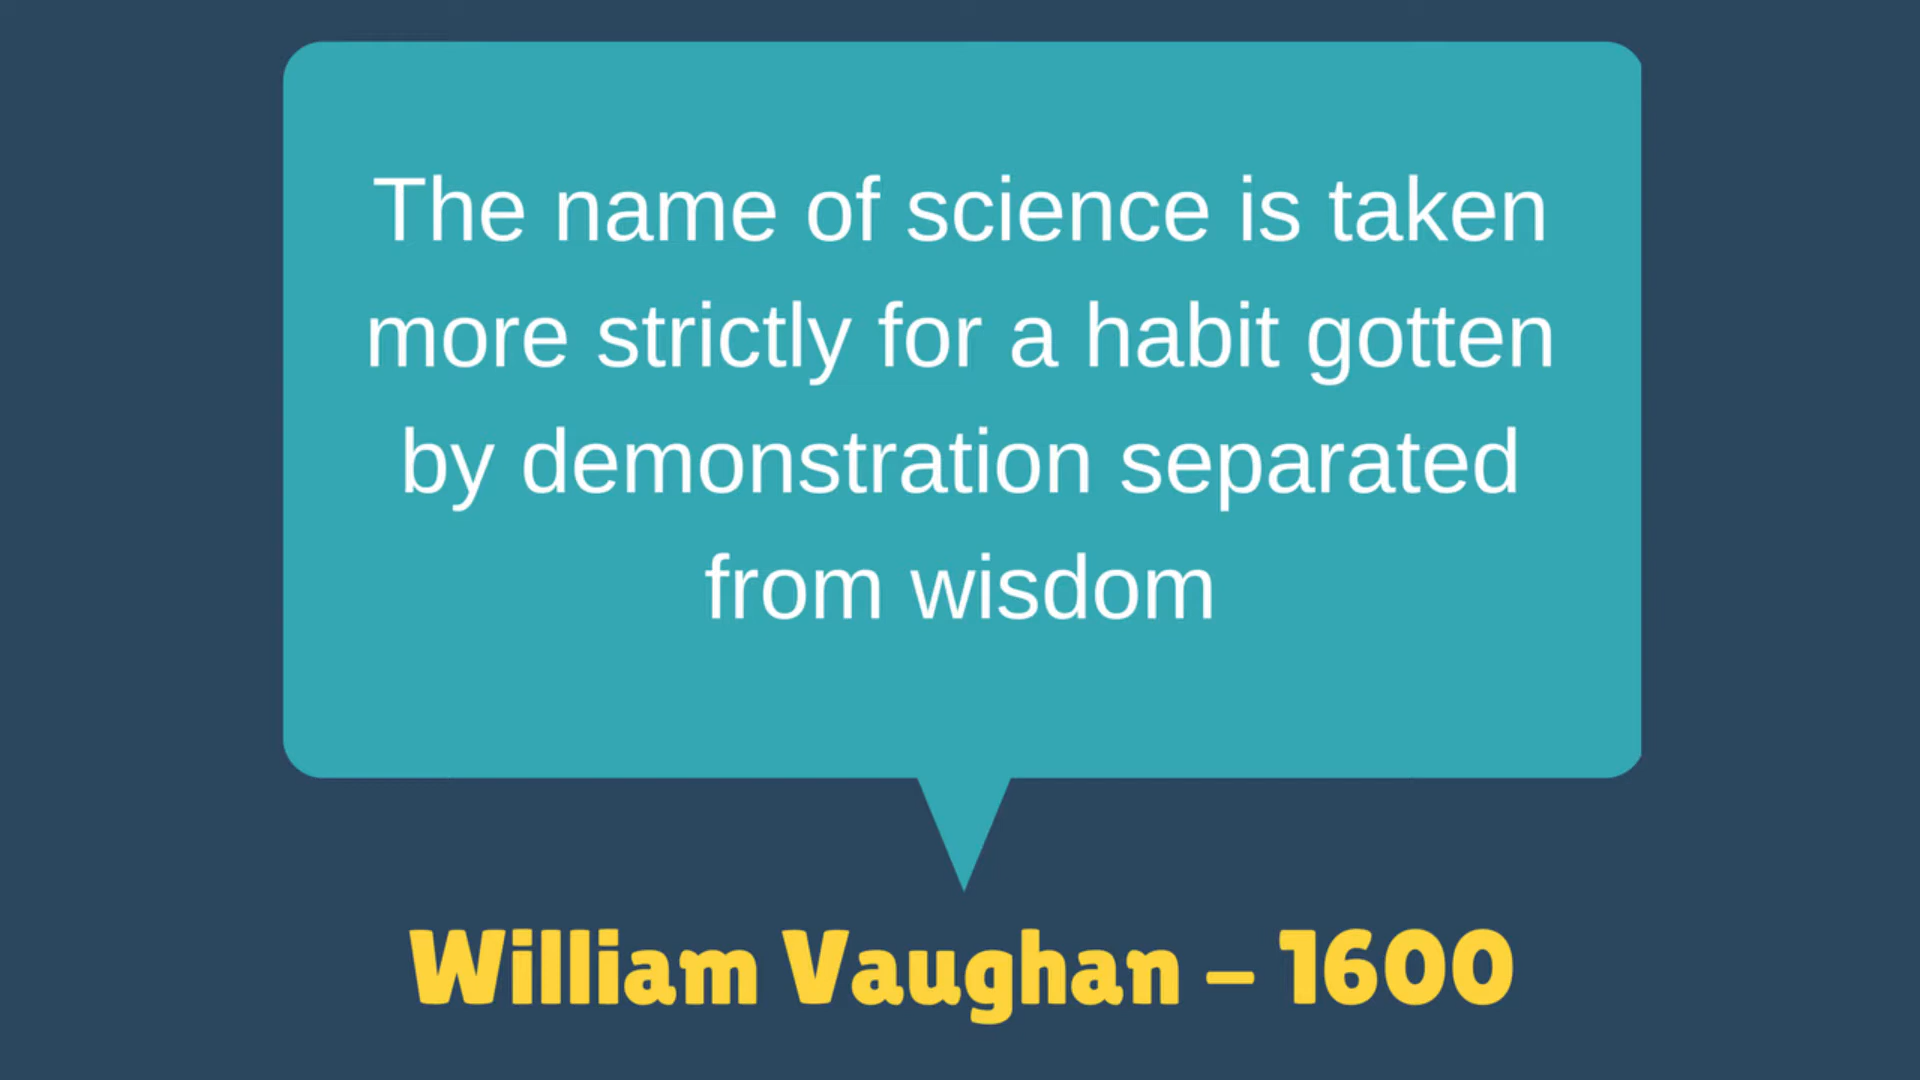 The name of science is taken
more strictly for a habit gotten
by demonstration separated
from wisdom
William Vaughan – 1600